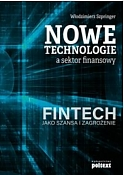 Włodzimierz Szpringer
NOWE
TECHNOLOGIE
a sektor finansowy
FINTECH
JAKO SZANSA I ZAGROŻENIE
poltext